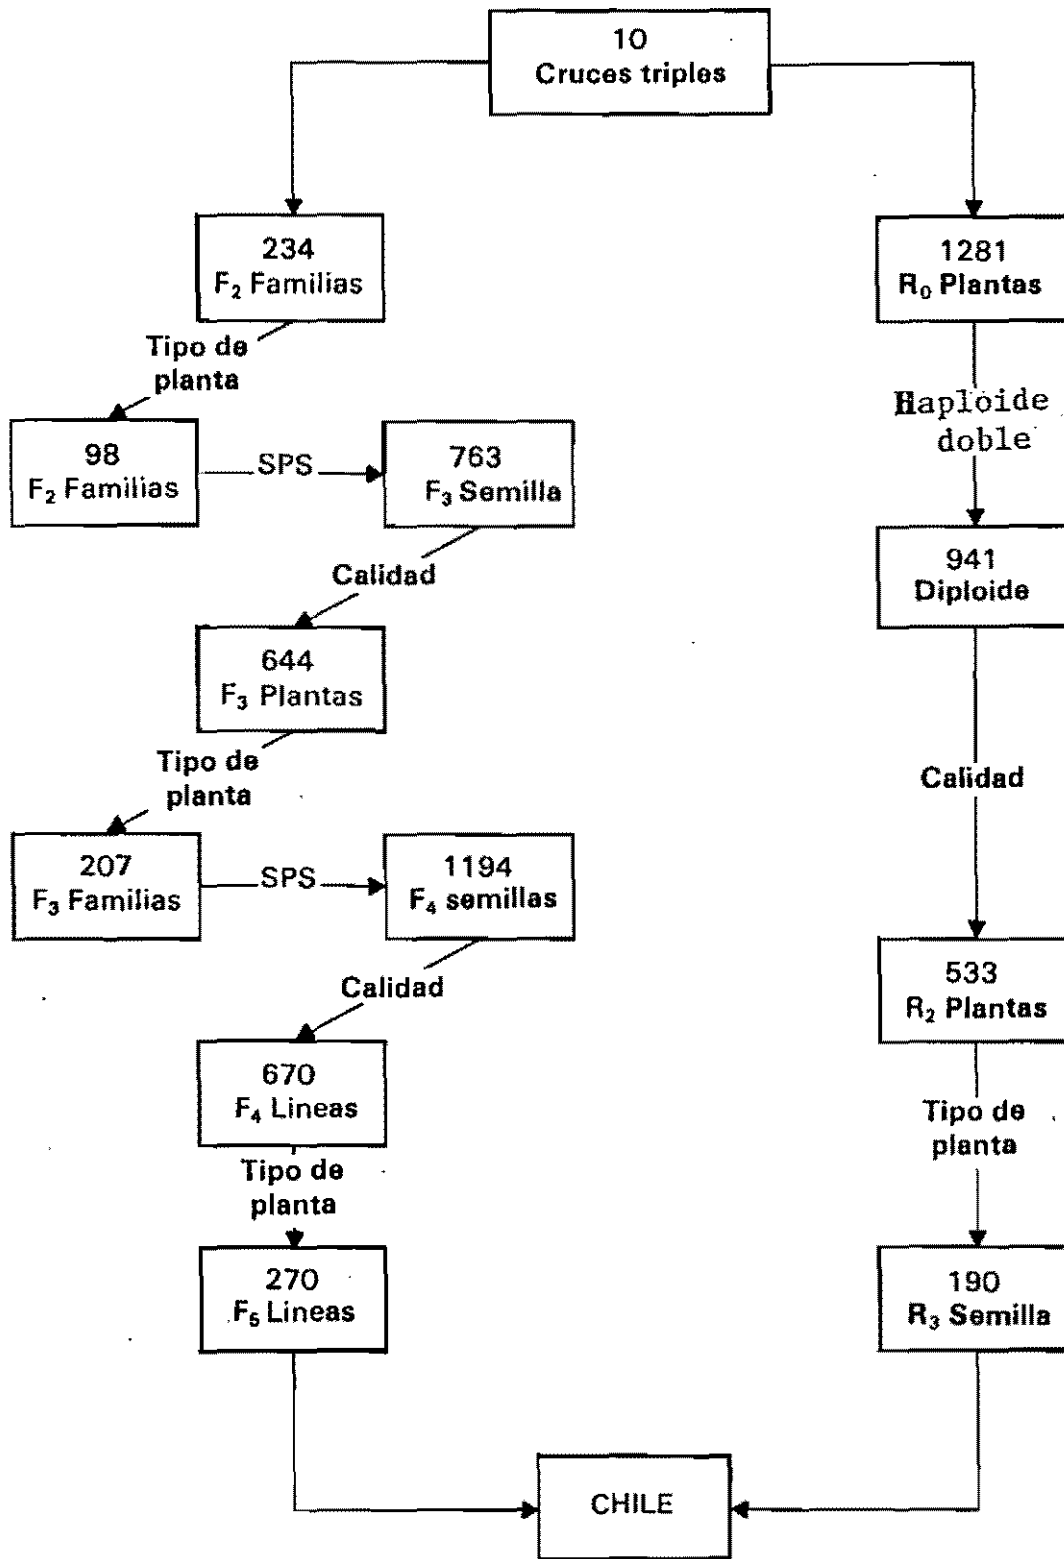 10
Cruces triples
234
F₂ Familias
1281
R₀ Plantas
Tipo de
planta
Haploide
doble
98
F₂ Familias
SPS
763
F₃ Semilla
Calidad
941
Diploide
644
F₃ Plantas
Tipo de
planta
Calidad
207
F₃ Familias
SPS
1194
F₄ semillas
Calidad
533
R₂ Plantas
670
F₄ Lineas
Tipo de
planta
Tipo de
planta
270
F₅ Lineas
190
R₃ Semilla
CHILE